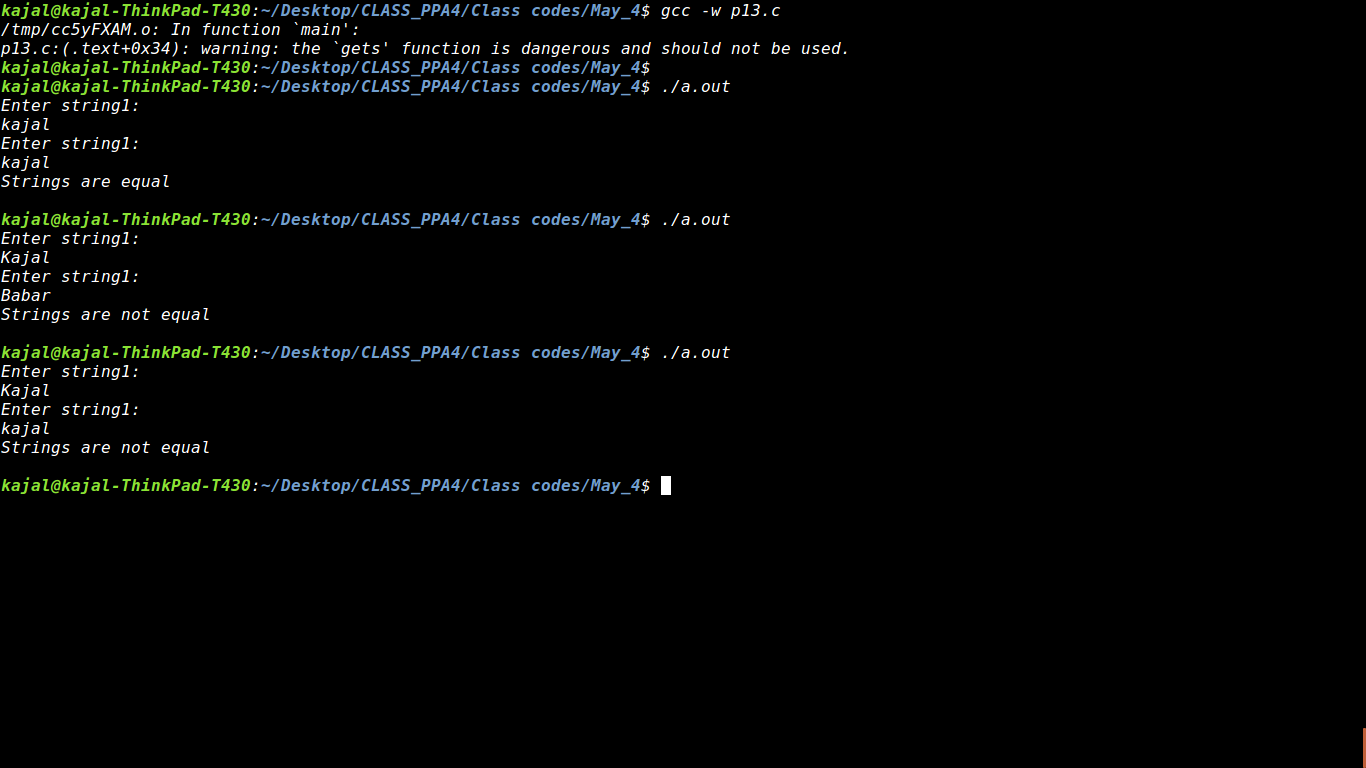 kajal@kajal-ThinkPad-T430:~/Desktop/CLASS_PPA4/Class codes/May_4$ gcc -w p13.c
/tmp/cc5yFXAM.o: In function `main':
p13.c:(.text+0x34): warning: the `gets' function is dangerous and should not be used.
kajal@kajal-ThinkPad-T430:~/Desktop/CLASS_PPA4/Class codes/May_4$
kajal@kajal-ThinkPad-T430:~/Desktop/CLASS_PPA4/Class codes/May_4$ ./a.out
Enter string1:
kajal
Enter string1:
kajal
Strings are equal

kajal@kajal-ThinkPad-T430:~/Desktop/CLASS_PPA4/Class codes/May_4$ ./a.out
Enter string1:
Kajal
Enter string1:
Babar
Strings are not equal

kajal@kajal-ThinkPad-T430:~/Desktop/CLASS_PPA4/Class codes/May_4$ ./a.out
Enter string1:
Kajal
Enter string1:
kajal
Strings are not equal

kajal@kajal-ThinkPad-T430:~/Desktop/CLASS_PPA4/Class codes/May_4$